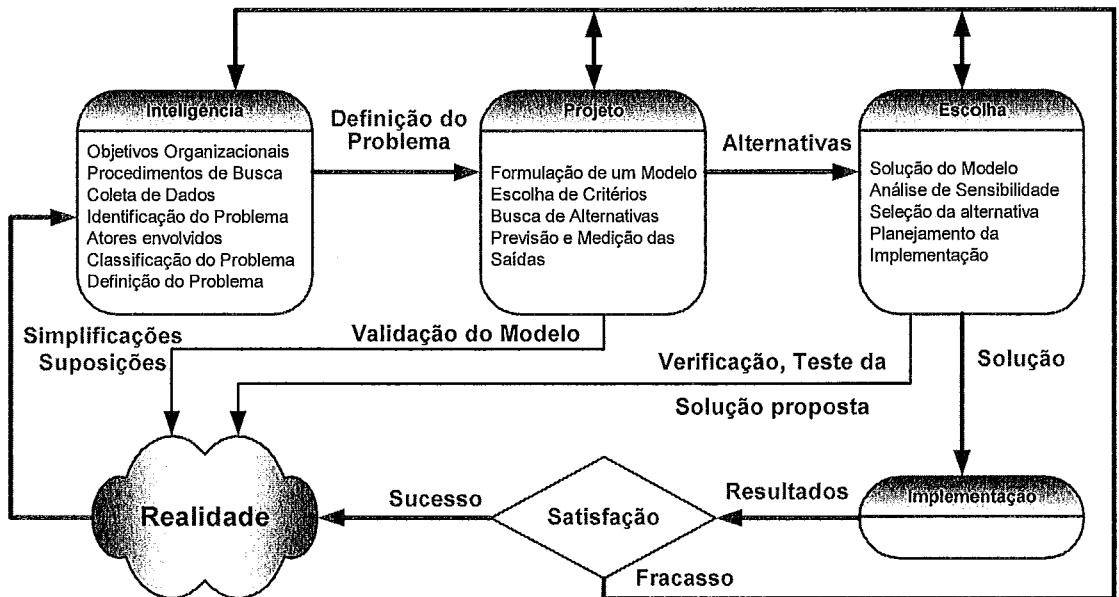 Inteligência
Objetivos Organizacionais
Procedimentos de Busca
Coleta de Dados
Identificação do Problema
Atores envolvidos
Classificação do Problema
Definição do Problema
Definição do
Problema
Projeto
Formulação de um Modelo
Escolha de Critérios
Busca de Alternativas
Previsão e Medição das
Saídas
Alternativas
Escolha
Solução do Modelo
Análise de Sensibilidade
Seleção da alternativa
Planejamento da
Implementação
Simplificações
Suposições
Validação do Modelo
Verificação, Teste da
Solução proposta
Solução
Realidade
Sucesso
Satisfação
Resultados
Implementação
Fracasso